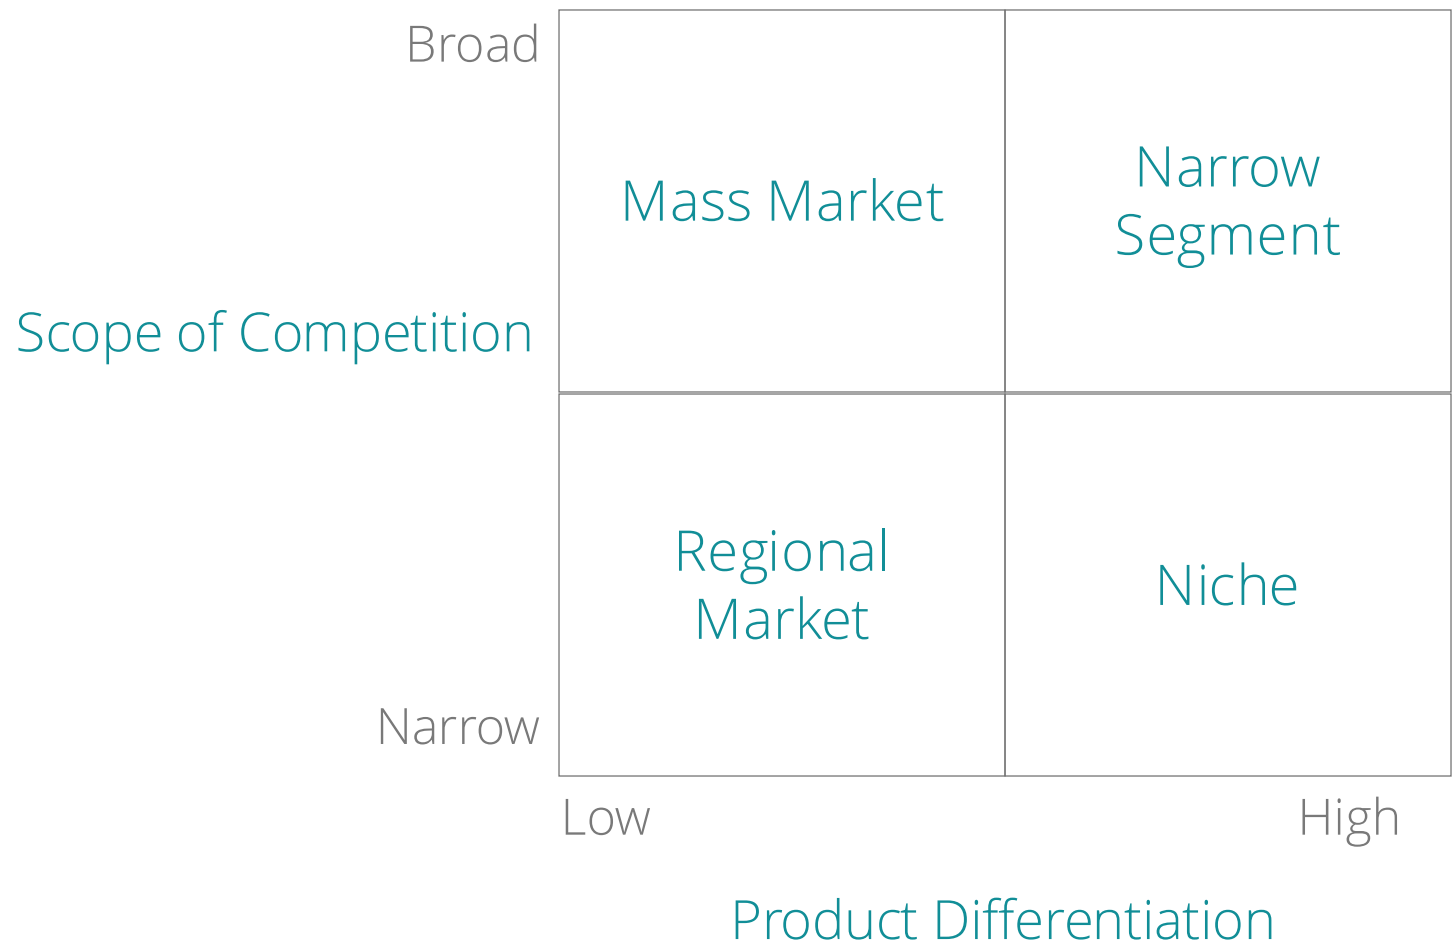 Broad
Mass Market
Narrow
Segment
Scope of Competition
Regional
Market
Niche
Narrow
Low
High
Product Differentiation